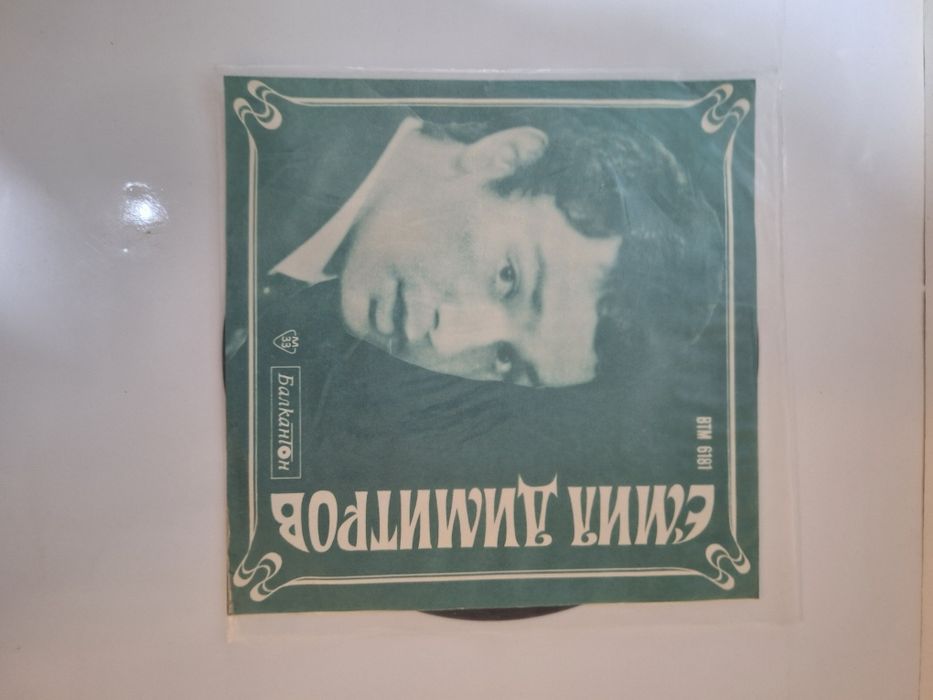 ЕМИЛ ДИМИТРОВ
ВТМ 6181
Балкантон
М
33